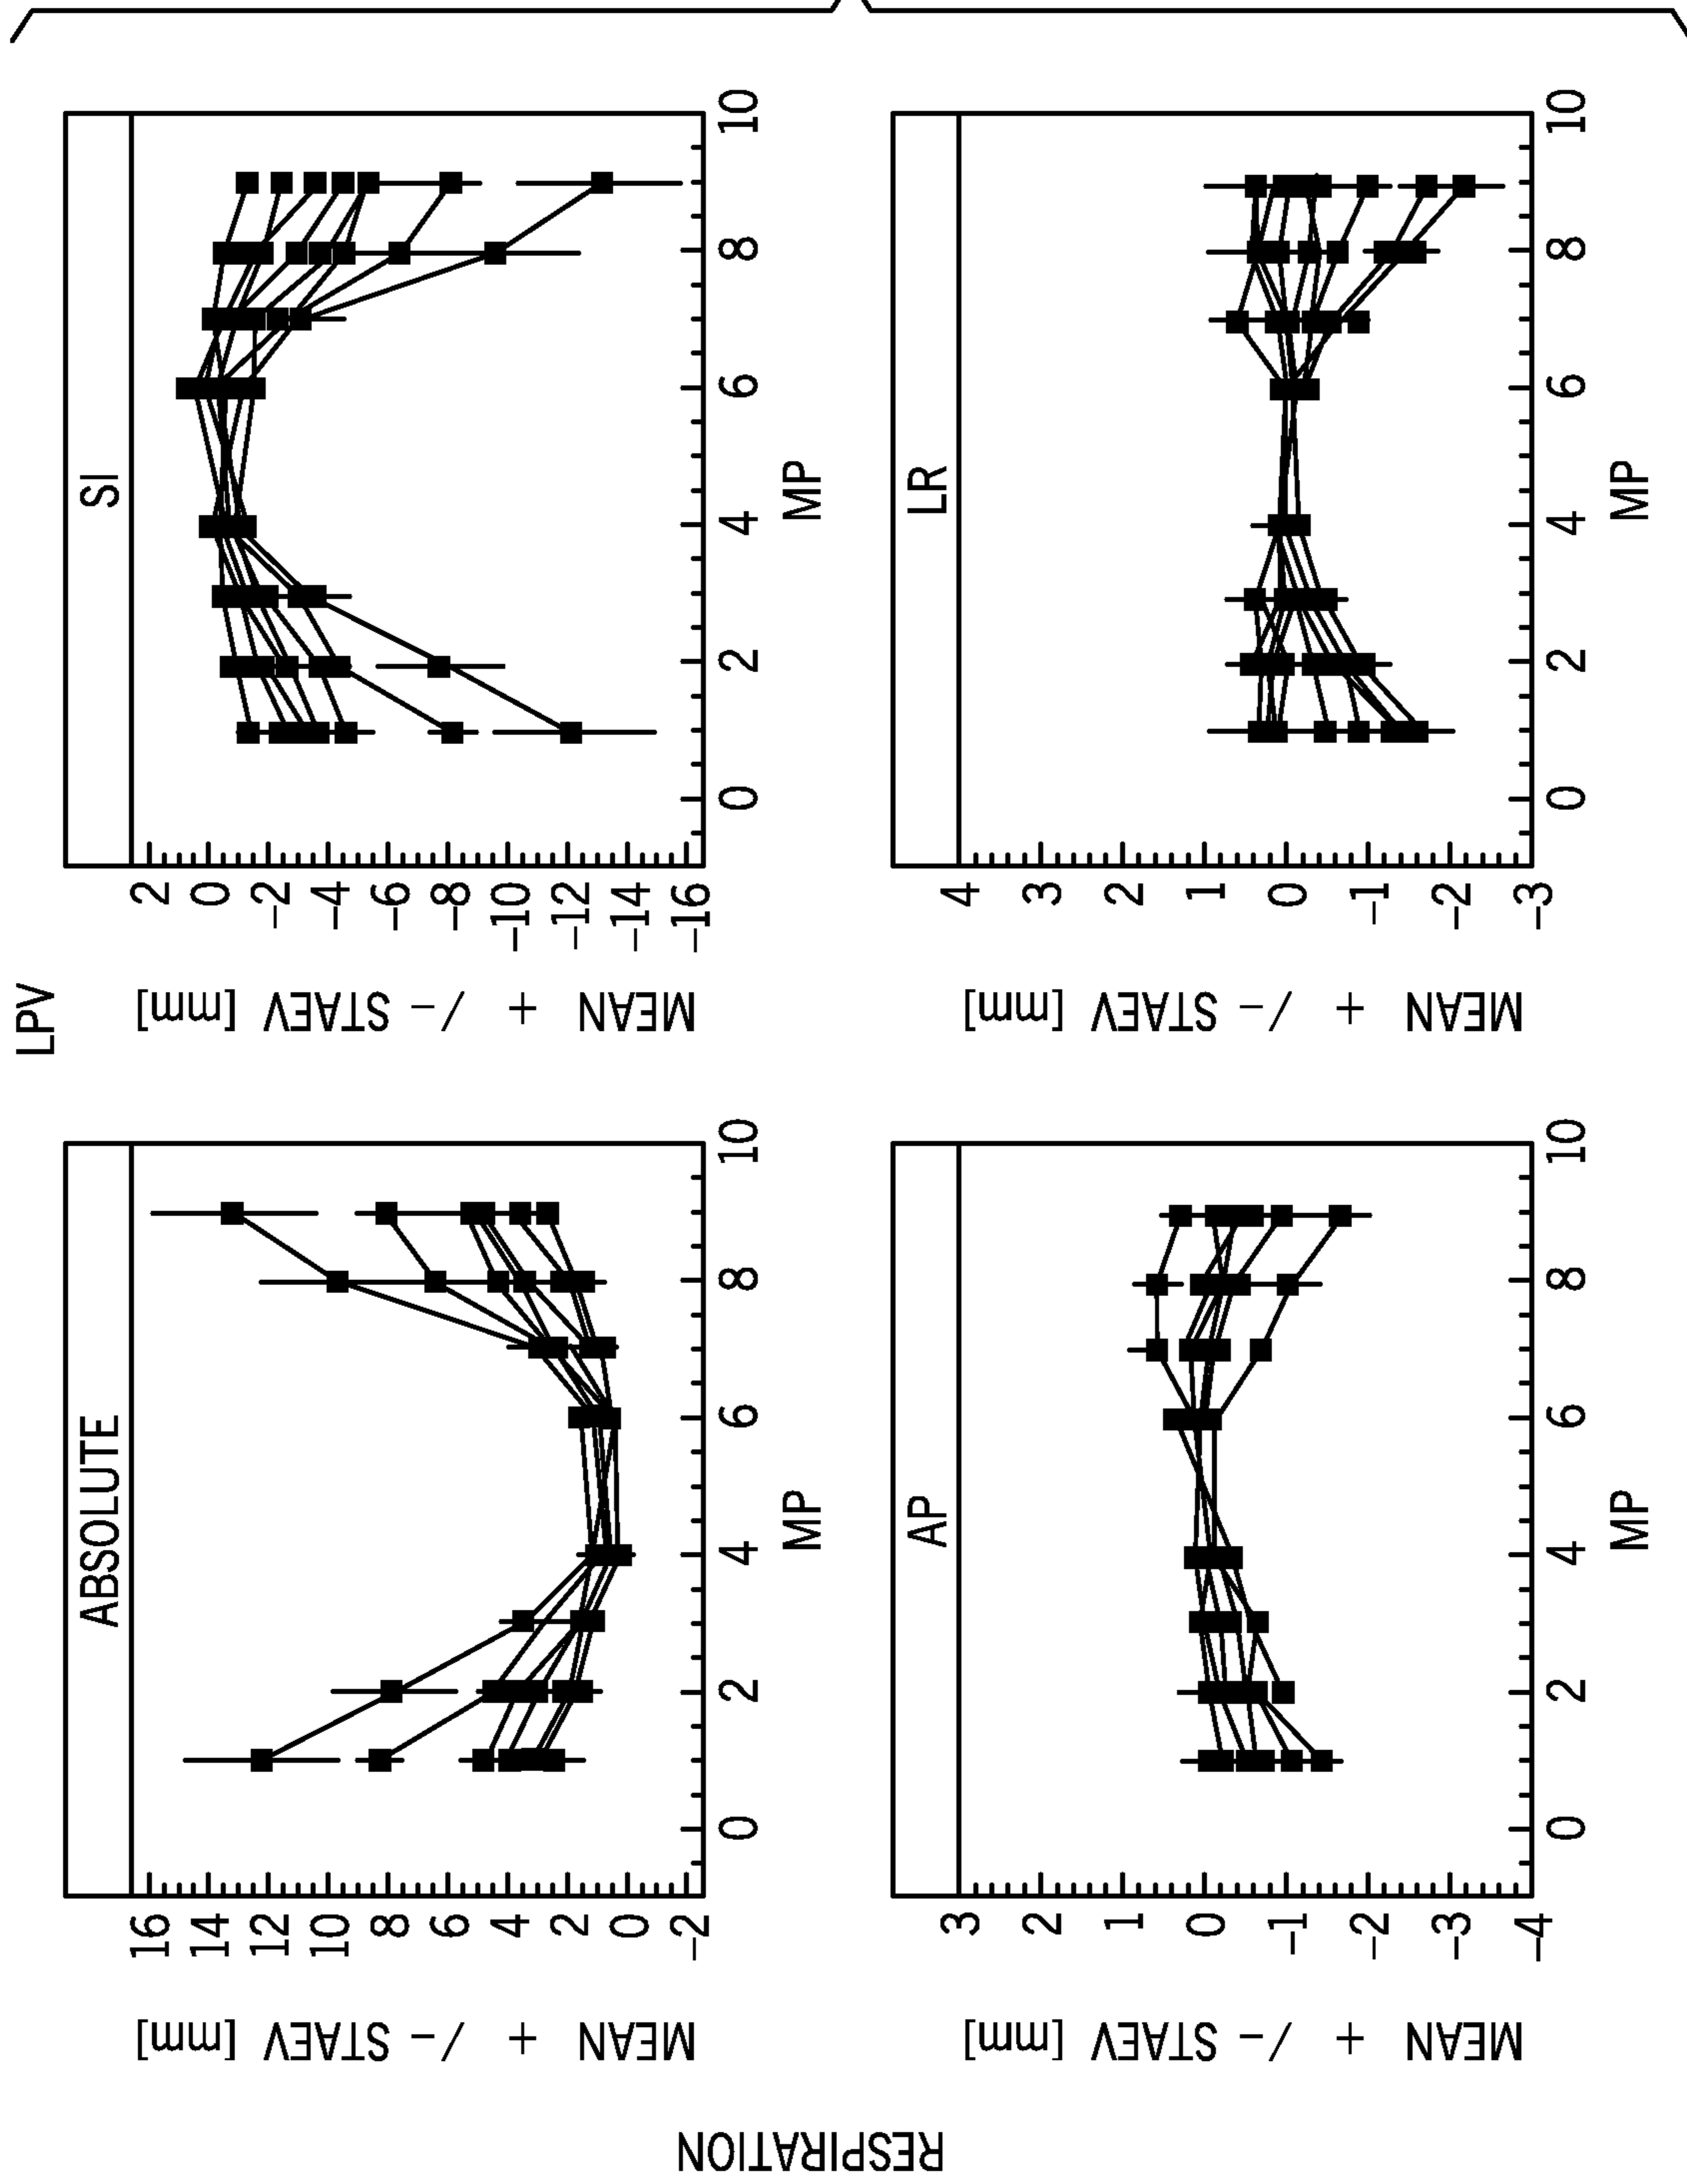 LPV
RESPIRATION
ABSOLUTE
MEAN + /- STAEV [mm]
16
14
12
10
8
6
4
2
0
-2
0 2 4 6 8 10
MP
SI
MEAN + /- STAEV [mm]
2
0
-2
-4
-6
-8
-10
-12
-14
-16
0 2 4 6 8 10
MP
AP
MEAN + /- STAEV [mm]
3
2
1
0
-1
-2
-3
-4
0 2 4 6 8 10
MP
LR
MEAN + /- STAEV [mm]
4
3
2
1
0
-1
-2
-3
0 2 4 6 8 10
MP